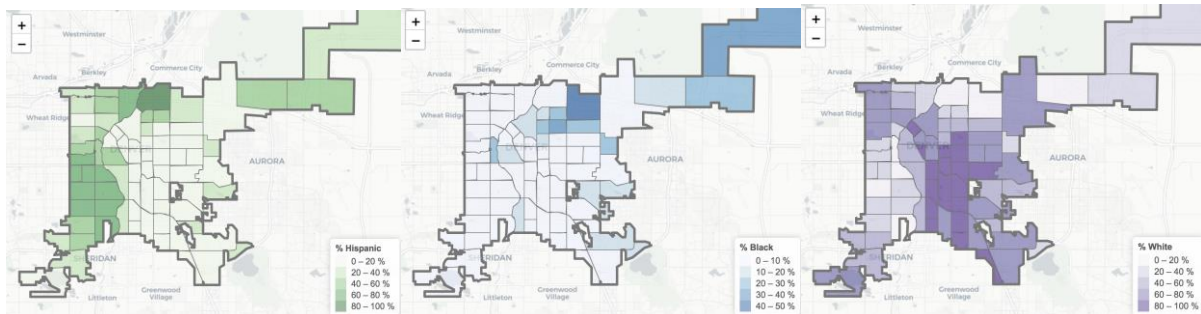 +
−
Westminster
Arvada
Berkley
Commerce City
Wheat Ridge
DENVER
AURORA
SHERIDAN
Littleton
Greenwood
Village
% Hispanic
0 – 20 %
20 – 40 %
40 – 60 %
60 – 80 %
80 – 100 %
+
−
Westminster
Arvada
Berkley
Commerce City
Wheat Ridge
DENVER
AURORA
SHERIDAN
Littleton
Greenwood
Village
% Black
0 – 10 %
10 – 20 %
20 – 30 %
30 – 40 %
40 – 50 %
+
−
Westminster
Arvada
Berkley
Commerce City
Wheat Ridge
DENVER
AURORA
SHERIDAN
Littleton
Greenwood
Village
% White
0 – 20 %
20 – 40 %
40 – 60 %
60 – 80 %
80 – 100 %